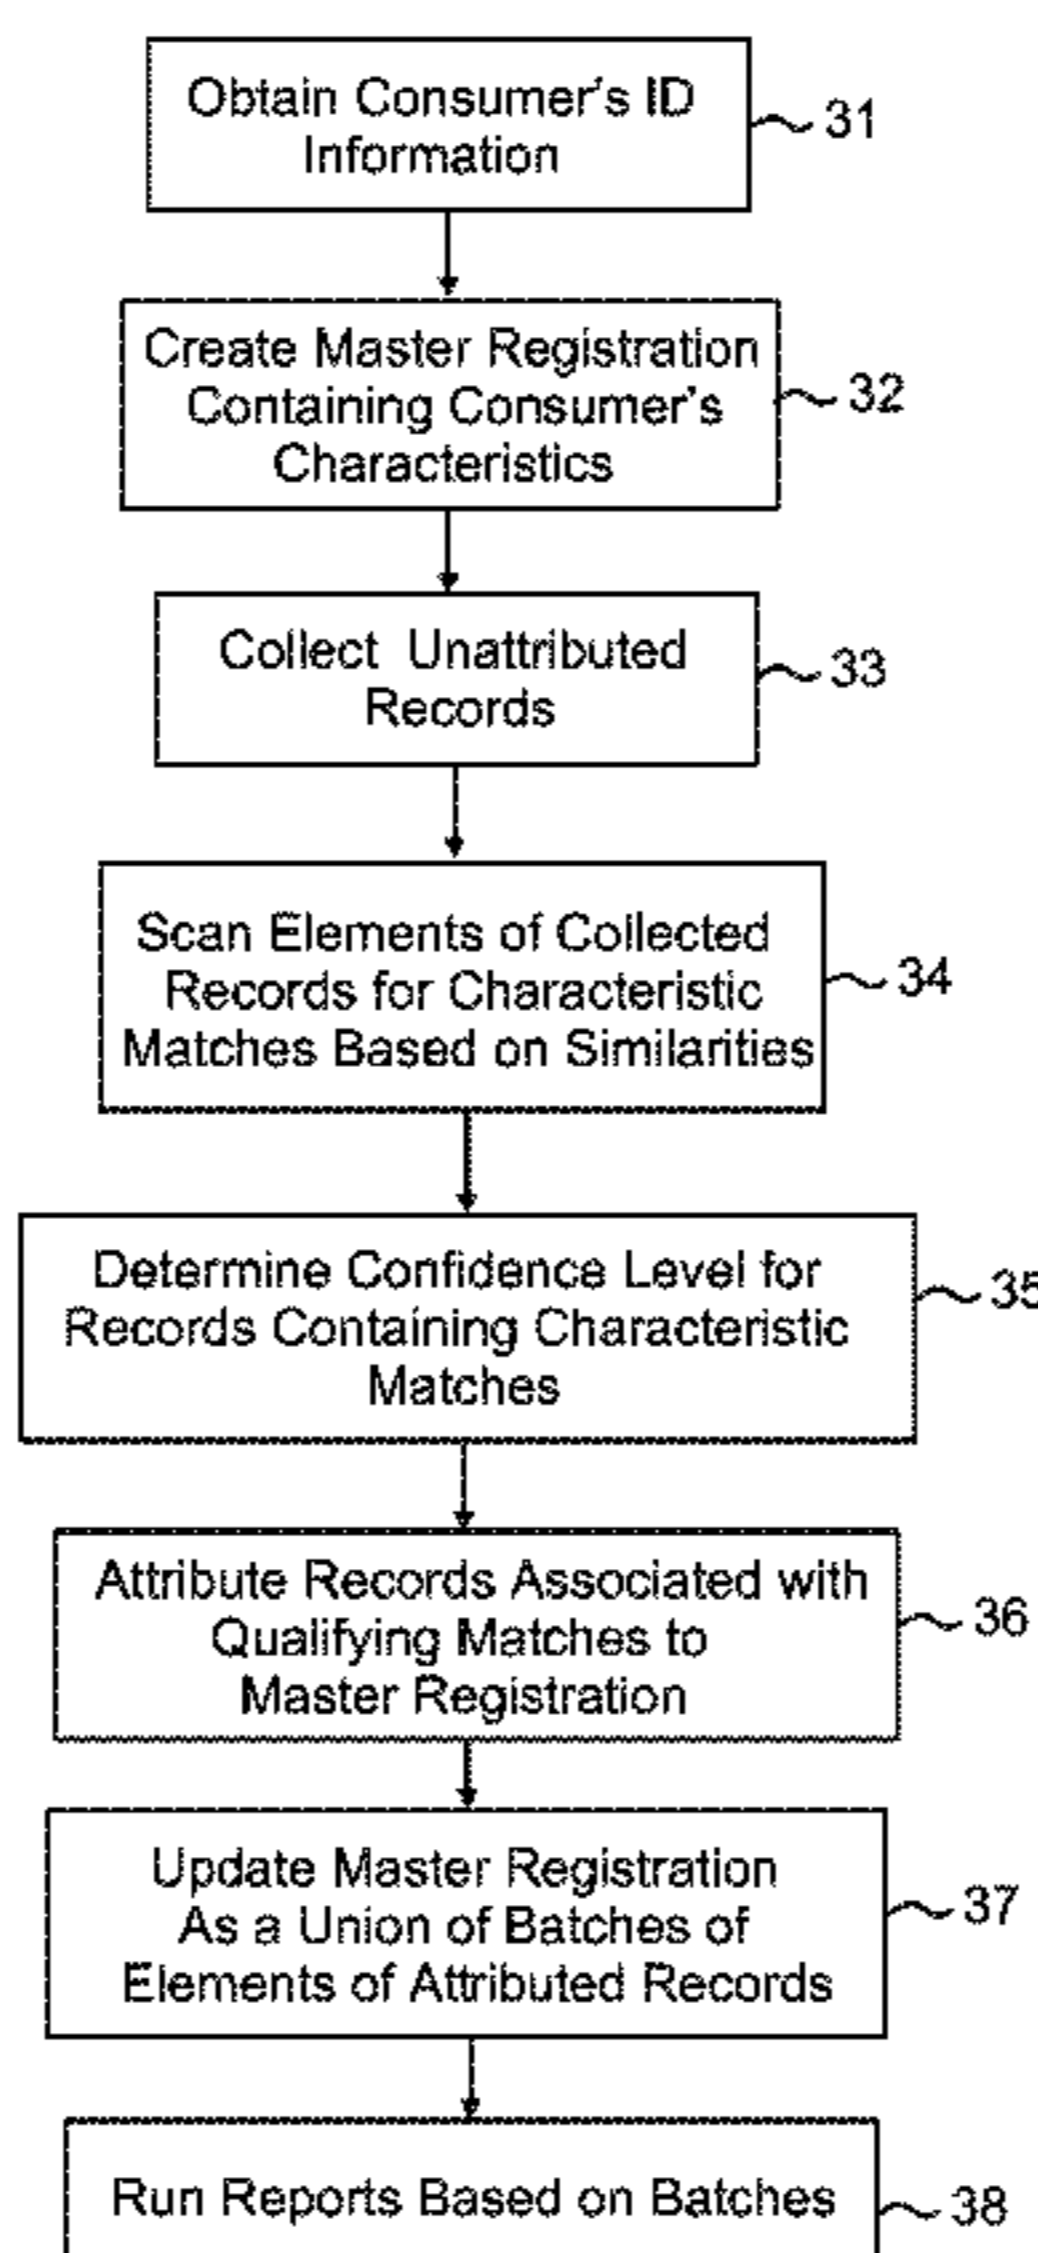 Obtain Consumer's ID
Information
31
Create Master Registration
Containing Consumer's
Characteristics
32
Collect Unattributed
Records
33
Scan Elements of Collected
Records for Characteristic
Matches Based on Similarities
34
Determine Confidence Level for
Records Containing Characteristic
Matches
35
Attribute Records Associated with
Qualifying Matches to
Master Registration
36
Update Master Registration
As a Union of Batches of
Elements of Attributed Records
37
Run Reports Based on Batches
38